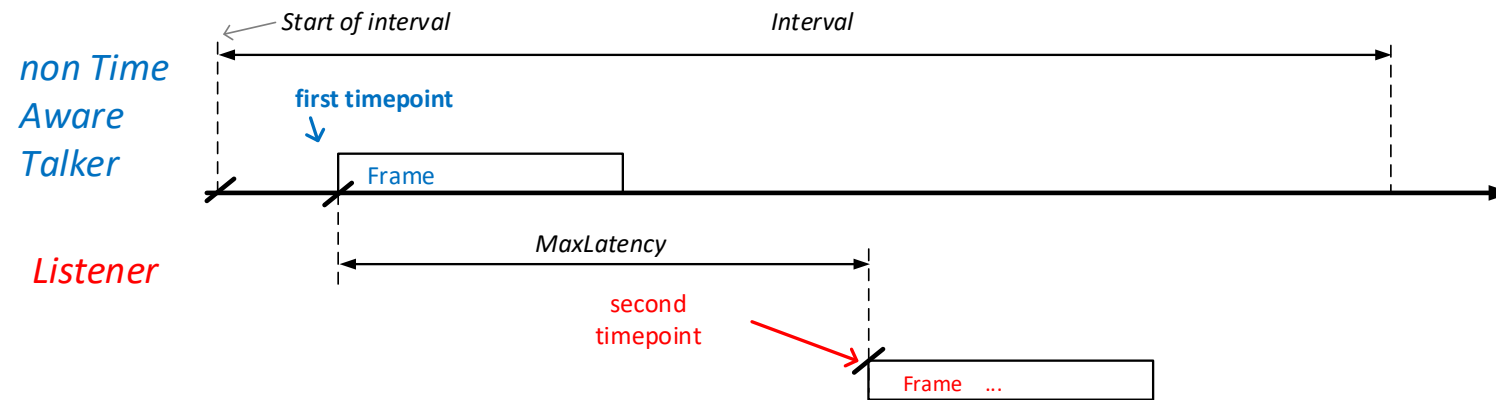 Start of interval
Interval
non Time
Aware
Talker
first timepoint
Frame
MaxLatency
Listener
second
timepoint
Frame ...